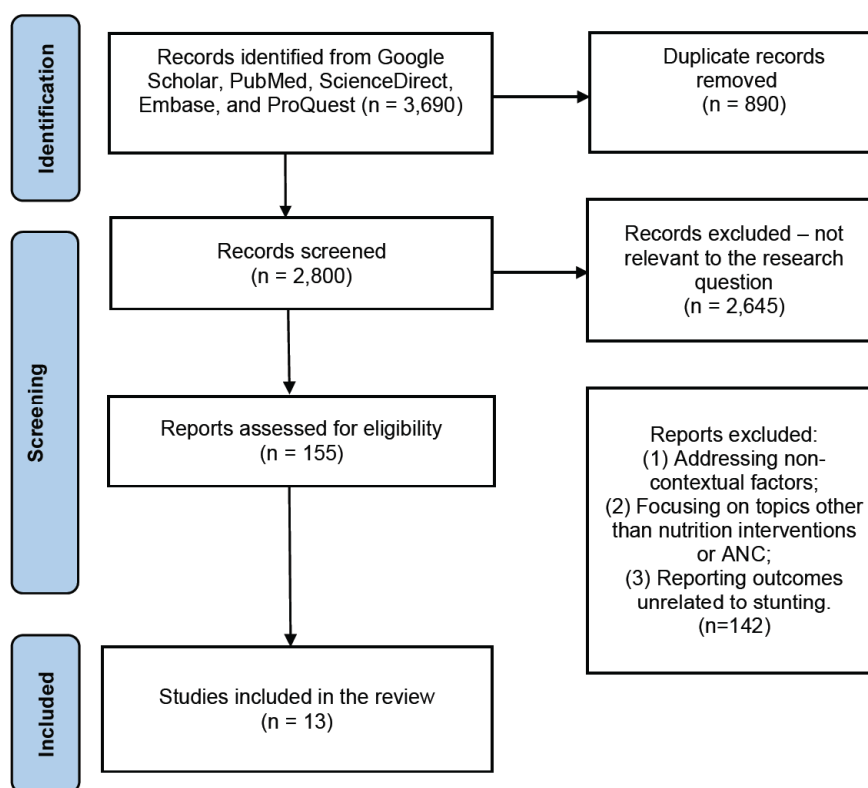 Identification
Records identified from Google
Scholar, PubMed, ScienceDirect,
Embase, and ProQuest (n = 3,690)
Duplicate records
removed
(n = 890)
Screening
Records screened
(n = 2,800)
Records excluded – not
relevant to the research
question
(n = 2,645)
Reports assessed for eligibility
(n = 155)
Reports excluded:
(1) Addressing non-
contextual factors;
(2) Focusing on topics other
than nutrition interventions
or ANC;
(3) Reporting outcomes
unrelated to stunting.
(n=142)
Included
Studies included in the review
(n = 13)